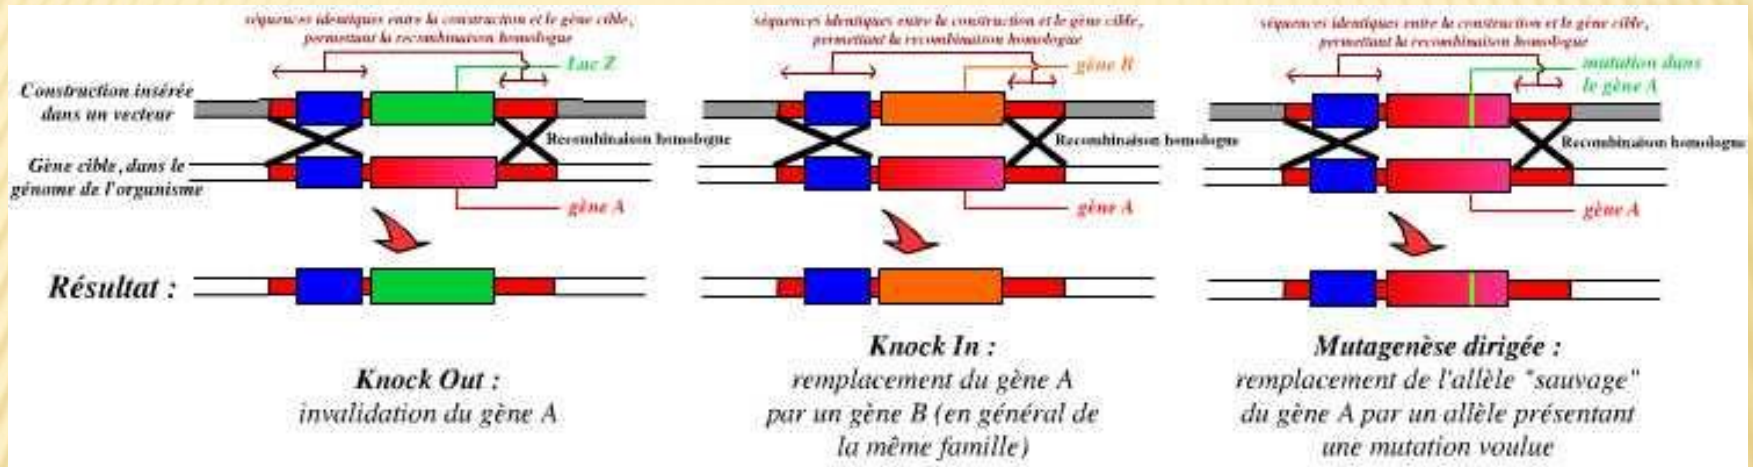 séquences identiques entre la construction et le gène cible,
permettant la recombinaison homologue
Luc Z
Construction insérée
dans un vecteur
Recombinaison homologue
Gène cible, dans le
génome de l'organisme
gène A
Résultat :
Knock Out :
invalidation du gène A
séquences identiques entre la construction et le gène cible,
permettant la recombinaison homologue
gène B
Recombinaison homologue
gène A
Knock In :
remplacement du gène A
par un gène B (en général de
la même famille)
séquences identiques entre la construction et le gène cible,
permettant la recombinaison homologue
mutation dans
le gène A
Recombinaison homologue
gène A
Mutagenèse dirigée :
remplacement de l'allèle "sauvage"
du gène A par un allèle présentant
une mutation voulue